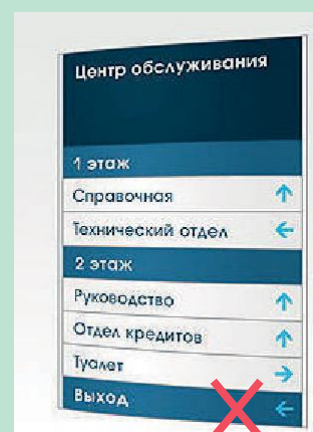 Центр обслуживания
1 этаж
Справочная ↑
Технический отдел ←
2 этаж
Руководство ↑
Отдел кредитов ↑
Туалет →
Выход ←